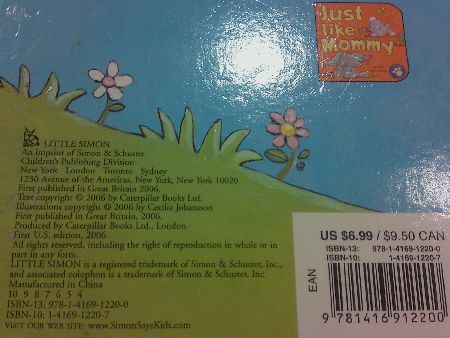 Just
like
Mommy
LITTLE SIMON
An imprint of Simon & Schuster
Children's Publishing Division
New York London Toronto Sydney
1230 Avenue of the Americas, New York, New York 10020
First published in Great Britain 2006.
Text copyright © 2006 by Caterpillar Books Ltd.
Illustrations copyright © 2006 by Cecilia Johansson
First published in Great Britain, 2006.
Produced by Caterpillar Books Ltd., London.
First U.S. edition, 2006.
All rights reserved, including the right of reproduction in whole or in
part in any form.
LITTLE SIMON is a registered trademark of Simon & Schuster, Inc.,
and associated colophon is a trademark of Simon & Schuster, Inc.
Manufactured in China
10 9 8 7 6 5 4
ISBN-13: 978-1-4169-1220-0
ISBN-10: 1-4169-1220-7
VISIT OUR WEB SITE: www.SimonSaysKids.com
US $6.99 / $9.50 CAN
ISBN-13: 978-1-4169-1220-0
ISBN-10: 1-4169-1220-7
EAN
9 781416 912200